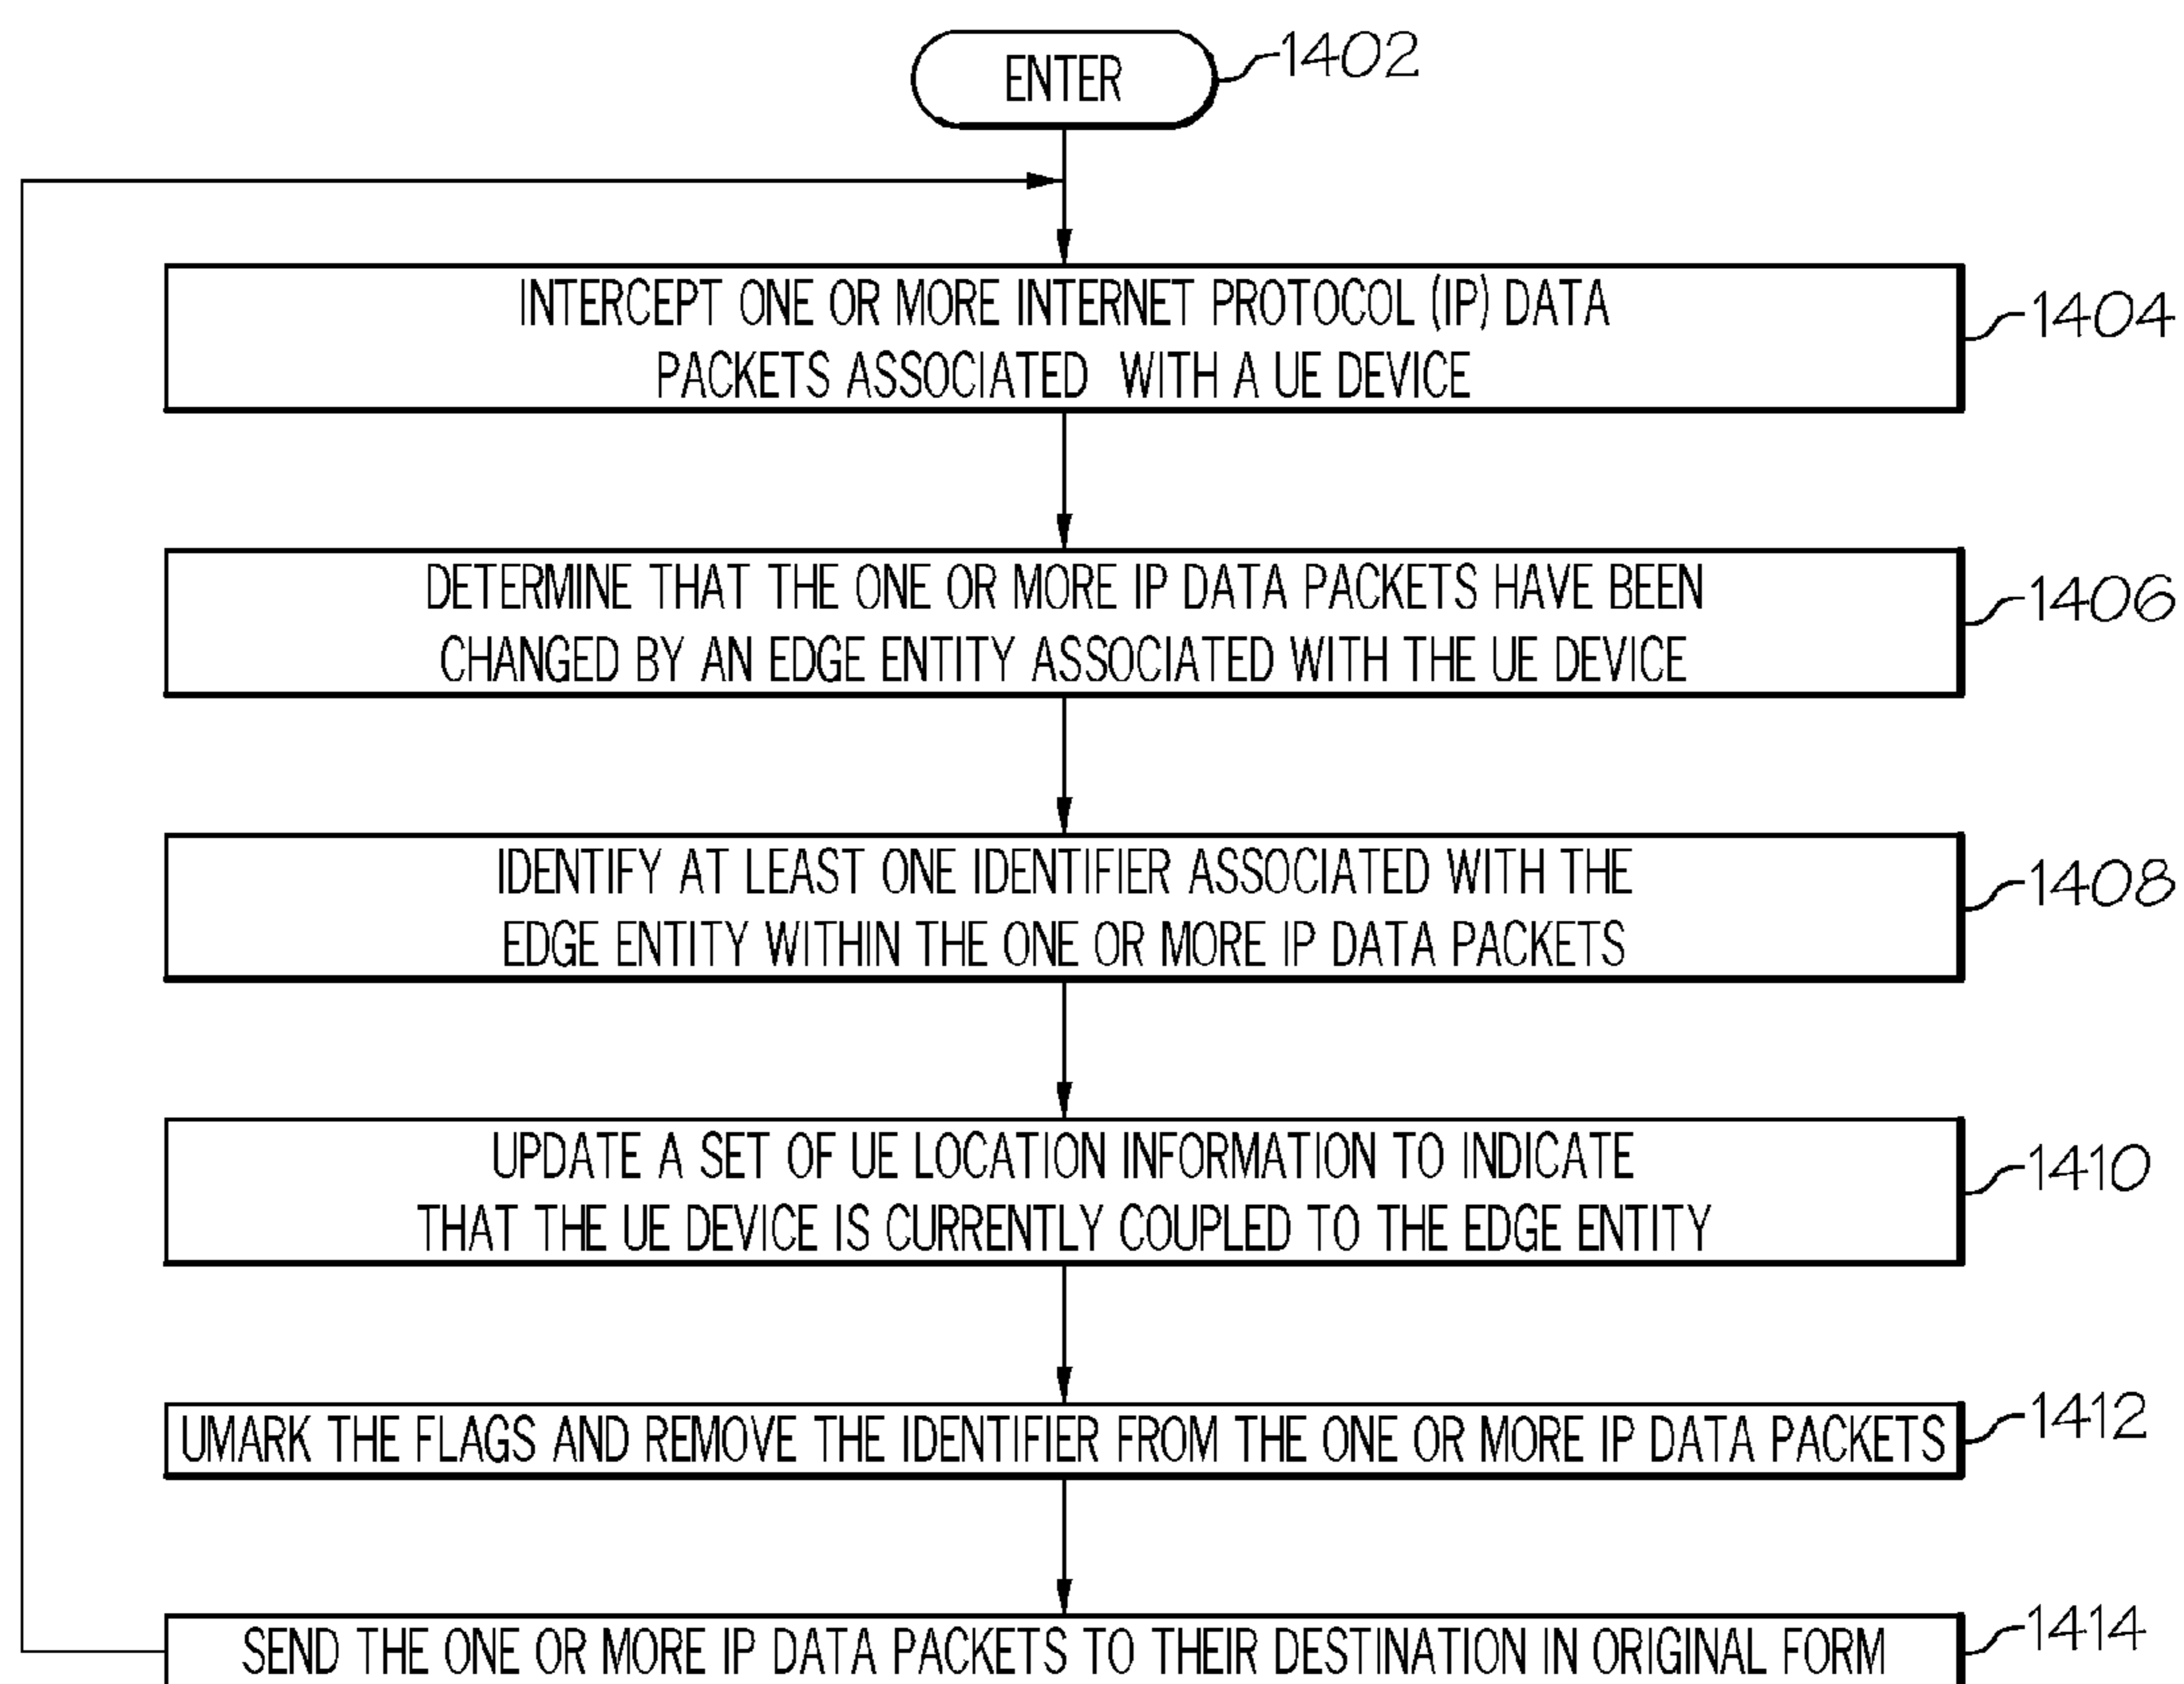 ENTER
1402
INTERCEPT ONE OR MORE INTERNET PROTOCOL (IP) DATA
PACKETS ASSOCIATED WITH A UE DEVICE
1404
DETERMINE THAT THE ONE OR MORE IP DATA PACKETS HAVE BEEN
CHANGED BY AN EDGE ENTITY ASSOCIATED WITH THE UE DEVICE
1406
IDENTIFY AT LEAST ONE IDENTIFIER ASSOCIATED WITH THE
EDGE ENTITY WITHIN THE ONE OR MORE IP DATA PACKETS
1408
UPDATE A SET OF UE LOCATION INFORMATION TO INDICATE
THAT THE UE DEVICE IS CURRENTLY COUPLED TO THE EDGE ENTITY
1410
UMARK THE FLAGS AND REMOVE THE IDENTIFIER FROM THE ONE OR MORE IP DATA PACKETS
1412
SEND THE ONE OR MORE IP DATA PACKETS TO THEIR DESTINATION IN ORIGINAL FORM
1414